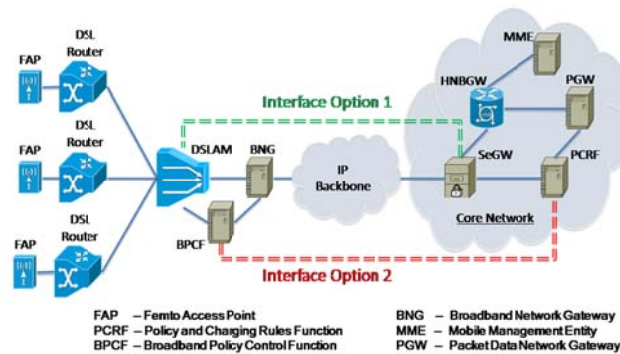 DSL
Router
FAP
MME
HNBGW
PGW
DSL
Router
FAP
Interface Option 1
DSLAM
BNG
IP
Backbone
SeGW
PCRF
Core Network
DSL
Router
FAP
BPCF
Interface Option 2
FAP – Femto Access Point
PCRF – Policy and Charging Rules Function
BPCF – Broadband Policy Control Function
BNG – Broadband Network Gateway
MME – Mobile Management Entity
PGW – Packet Data Network Gateway